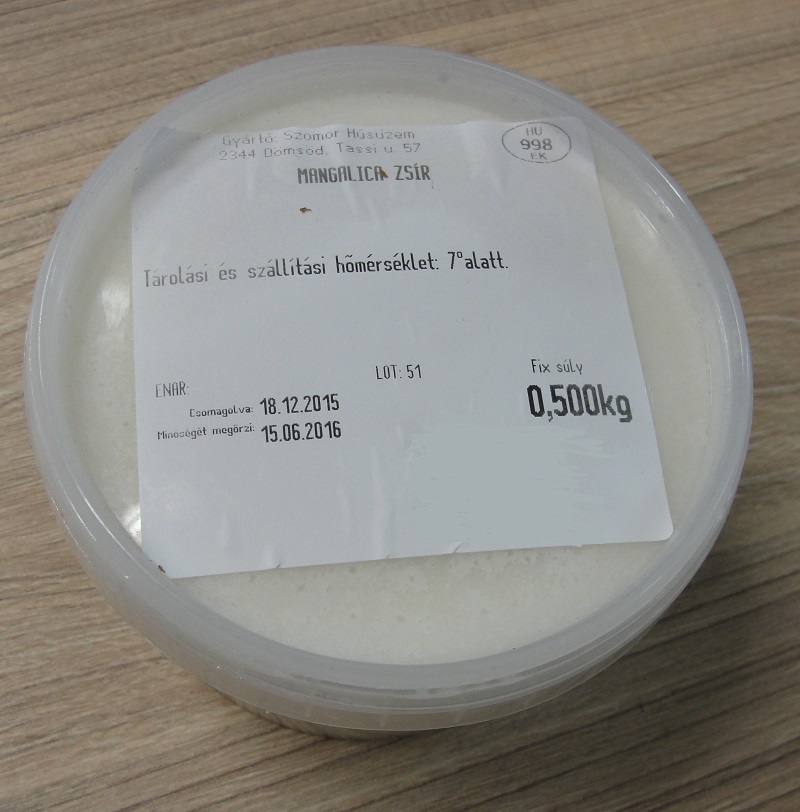 Gyártó: Szomor Húsüzem
2344 Dömsöd, Tassi u. 57
HU
998
EK
MANGALICA ZSÍR
Tárolási és szállítási hőmérséklet: 7°alatt.
LOT: 51
Fix súly
ENAR:
0,500kg
Csomagolva: 18.12.2015
Minőségét megőrzi: 15.06.2016